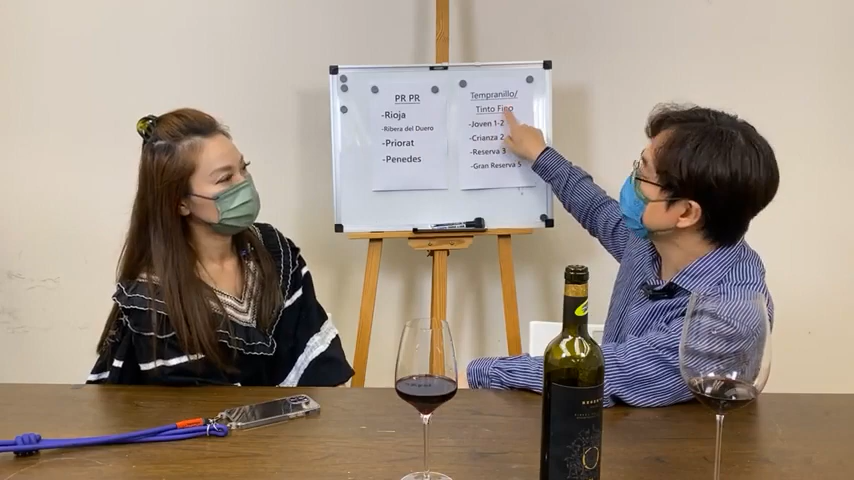 PR PR
-Rioja
-Ribera del Duero
-Priorat
-Penedes
Tempranillo/
Tinto Fino
-Joven 1-2
-Crianza 2
-Reserva 3
-Gran Reserva 5